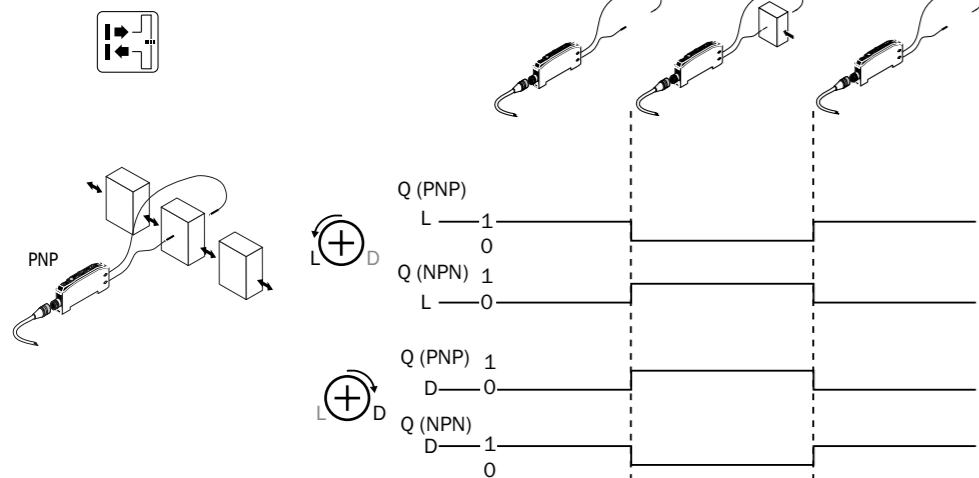 PNP
L D
Q (PNP)
L 1
0
Q (NPN) 1
L 0
L D
Q (PNP) 1
D 0
Q (NPN)
D 1
0